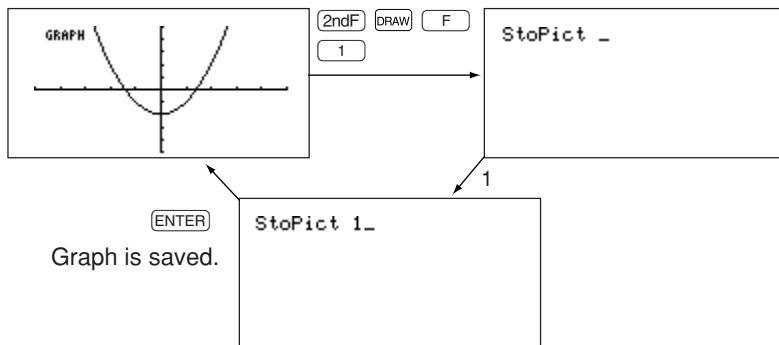 GRAPH
2ndF DRAW F
1
StoPict _
1
ENTER
StoPict 1_
Graph is saved.